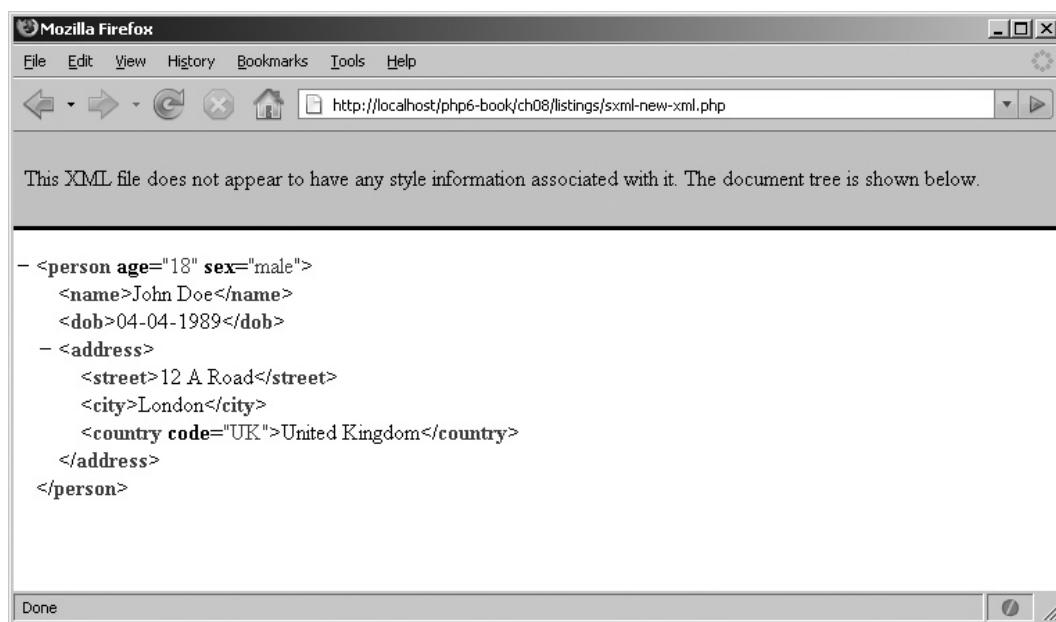 Mozilla Firefox
File Edit View History Bookmarks Tools Help
http://localhost/php6-book/ch08/listings/sxml-new-xml.php
This XML file does not appear to have any style information associated with it. The document tree is shown below.
− <person age="18" sex="male">
<name>John Doe</name>
<dob>04-04-1989</dob>
− <address>
<street>12 A Road</street>
<city>London</city>
<country code="UK">United Kingdom</country>
</address>
</person>
Done